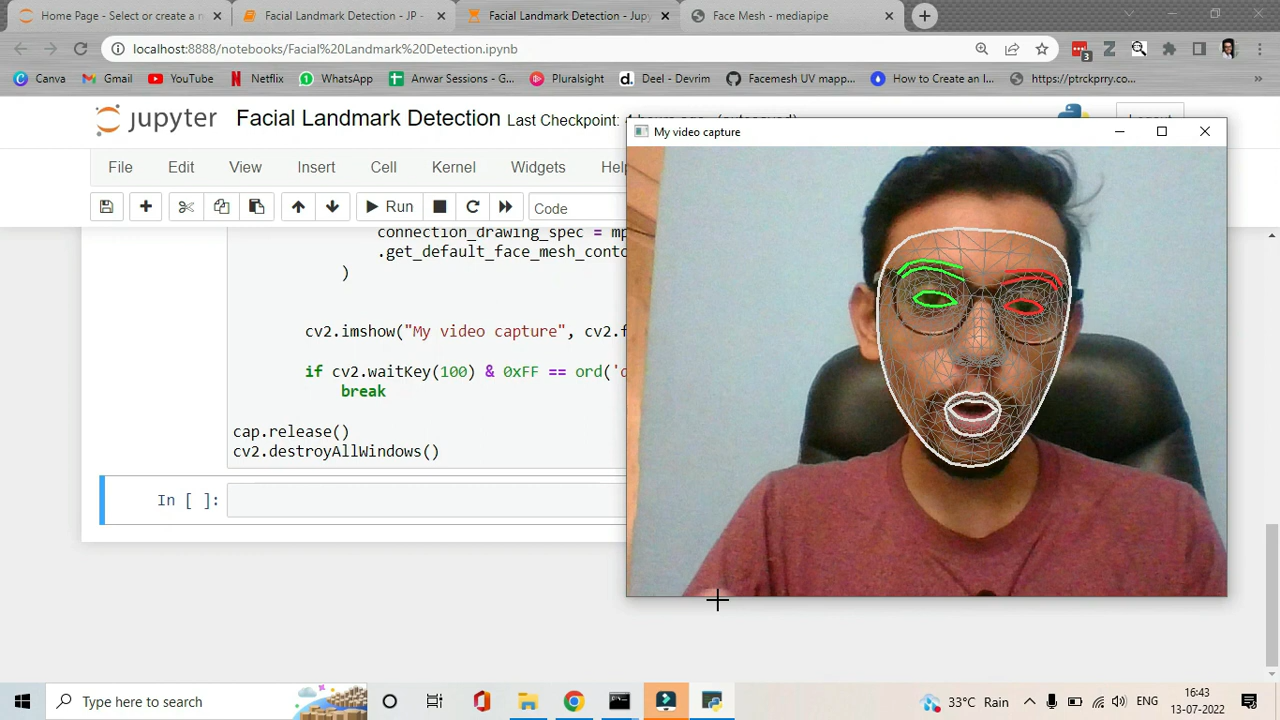 Home Page - Select or create a n
Facial Landmark Detection - JP -
Facial Landmark Detection - Jupy
Face Mesh - mediapipe
localhost:8888/notebooks/Facial%20Landmark%20Detection.ipynb
3
Canva
Gmail
YouTube
Netflix
WhatsApp
Anwar Sessions - G...
Pluralsight
Deel - Devrim
Facemesh UV mapp...
How to Create an I...
https://ptrckprry.co...
»
jupyter
Facial Landmark Detection Last Checkpoint:
File
Edit
View
Insert
Cell
Kernel
Widgets
Help
Run
Code
connection_drawing_spec = mp
.get_default_face_mesh_conto
)
cv2.imshow("My video capture", cv2.f
if cv2.waitKey(100) & 0xFF == ord('
break
cap.release()
cv2.destroyAllWindows()
In [ ]:
My video capture
Type here to search
33°C Rain
ENG
16:43
13-07-2022